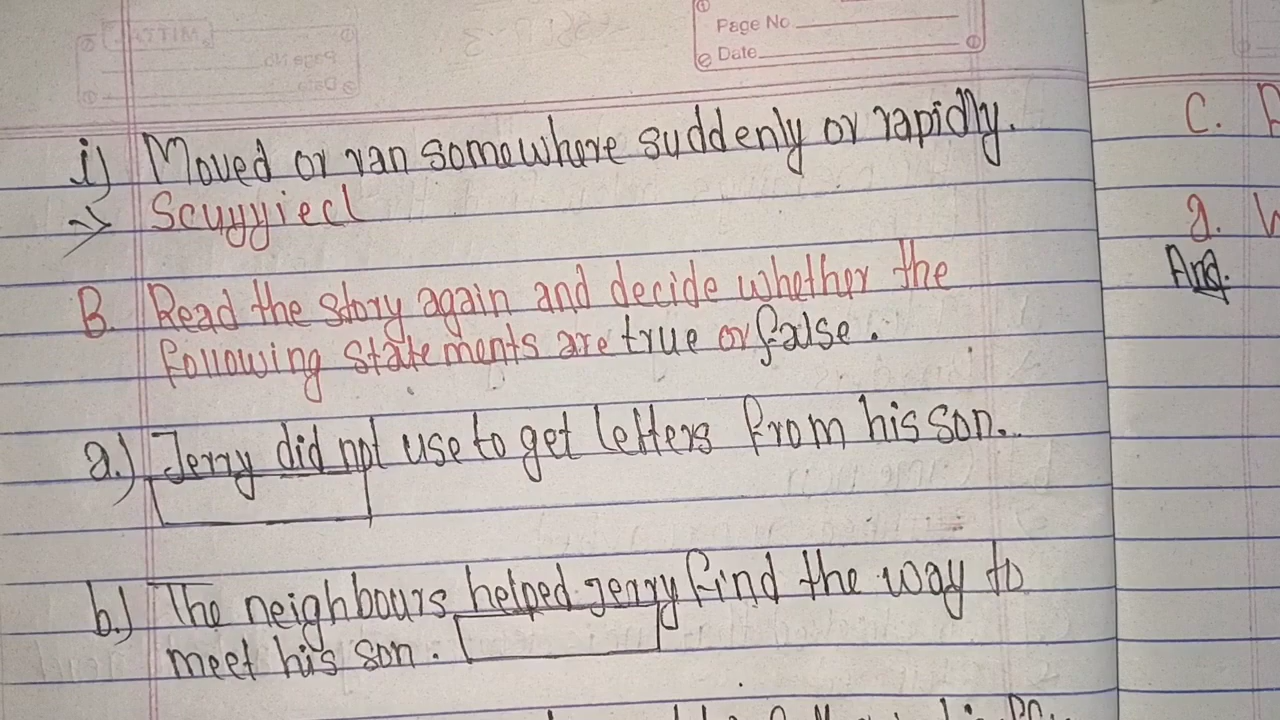 Page No
Date
i) Moved or ran somewhere suddenly or rapidly.
→ Scurried
B. Read the story again and decide whether the
following statements are true or false.
a.) Jerry did not use to get letters from his son.
b.) The neighbours helped Jerry find the way to
meet his son.
C.
a.
Ans.